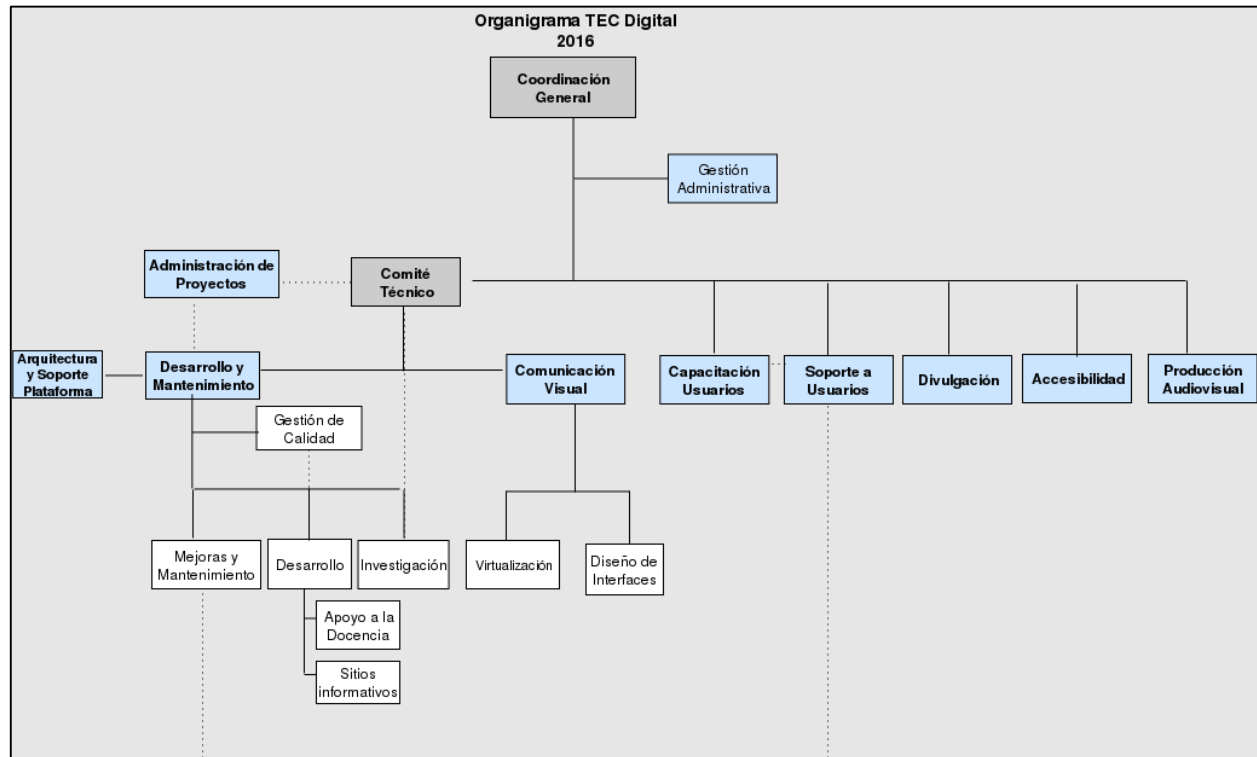 Organigrama TEC Digital
2016
Coordinación
General
Gestión
Administrativa
Administración de
Proyectos
Comité
Técnico
Arquitectura
y Soporte
Plataforma
Desarrollo y
Mantenimiento
Comunicación
Visual
Capacitación
Usuarios
Soporte a
Usuarios
Divulgación
Accesibilidad
Producción
Audiovisual
Gestión de
Calidad
Mejoras y
Mantenimiento
Desarrollo
Investigación
Virtualización
Diseño de
Interfaces
Apoyo a la
Docencia
Sitios
informativos